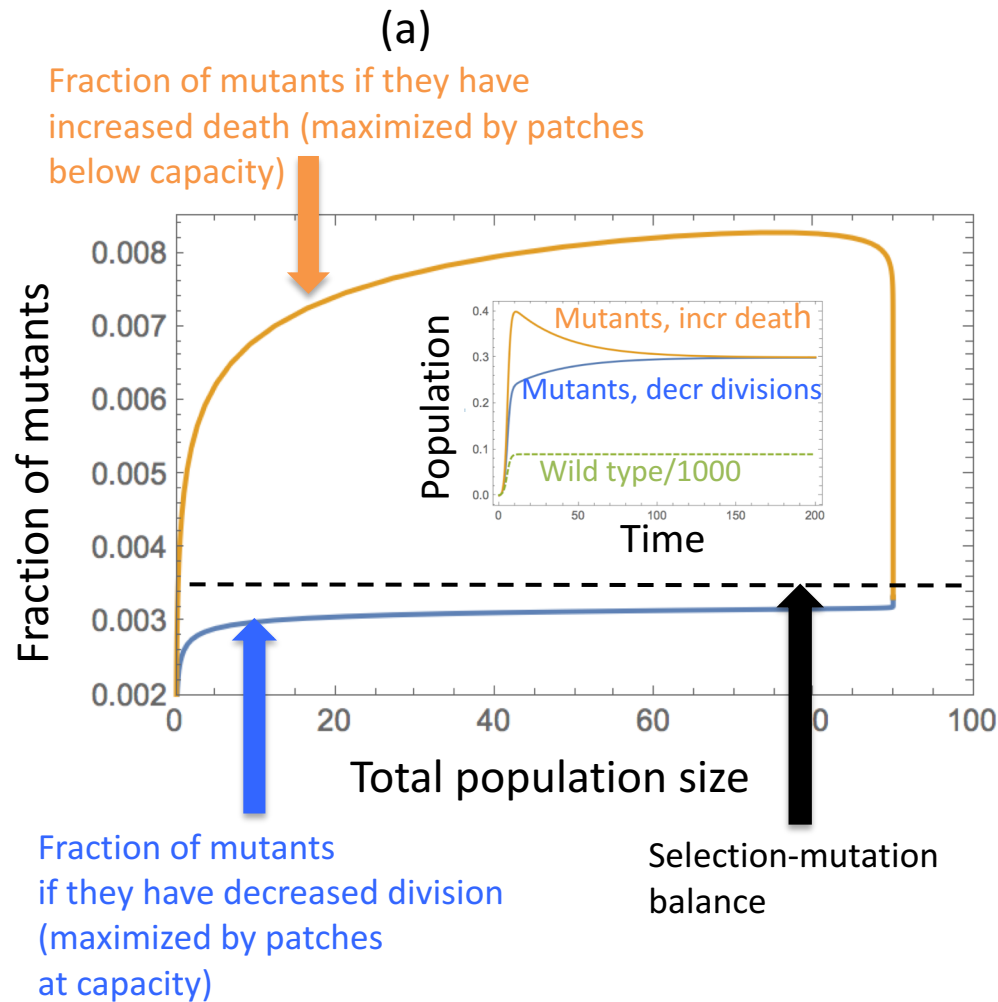 (a)
Fraction of mutants if they have
increased death (maximized by patches
below capacity)
Fraction of mutants
0.008
0.007
0.006
0.005
0.004
0.003
0.002
0
20
40
60
80
100
Total population size
Population
0.4
0.3
0.2
0.1
0.0
Mutants, incr death
Mutants, decr divisions
Wild type/1000
0
50
100
150
200
Time
Fraction of mutants
if they have decreased division
(maximized by patches
at capacity)
Selection-mutation
balance